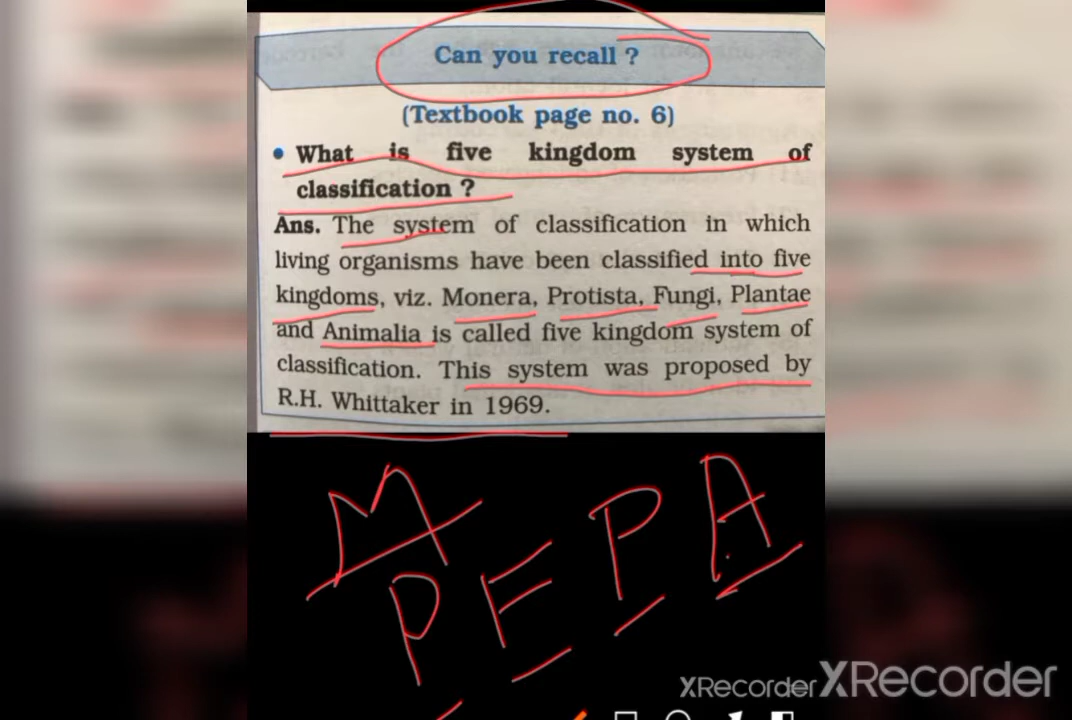 Can you recall ?
(Textbook page no. 6)
• What is five kingdom system of
classification ?
Ans. The system of classification in which
living organisms have been classified into five
kingdoms, viz. Monera, Protista, Fungi, Plantae
and Animalia is called five kingdom system of
classification. This system was proposed by
R.H. Whittaker in 1969.
M P F P A
XRecorder XRecorder